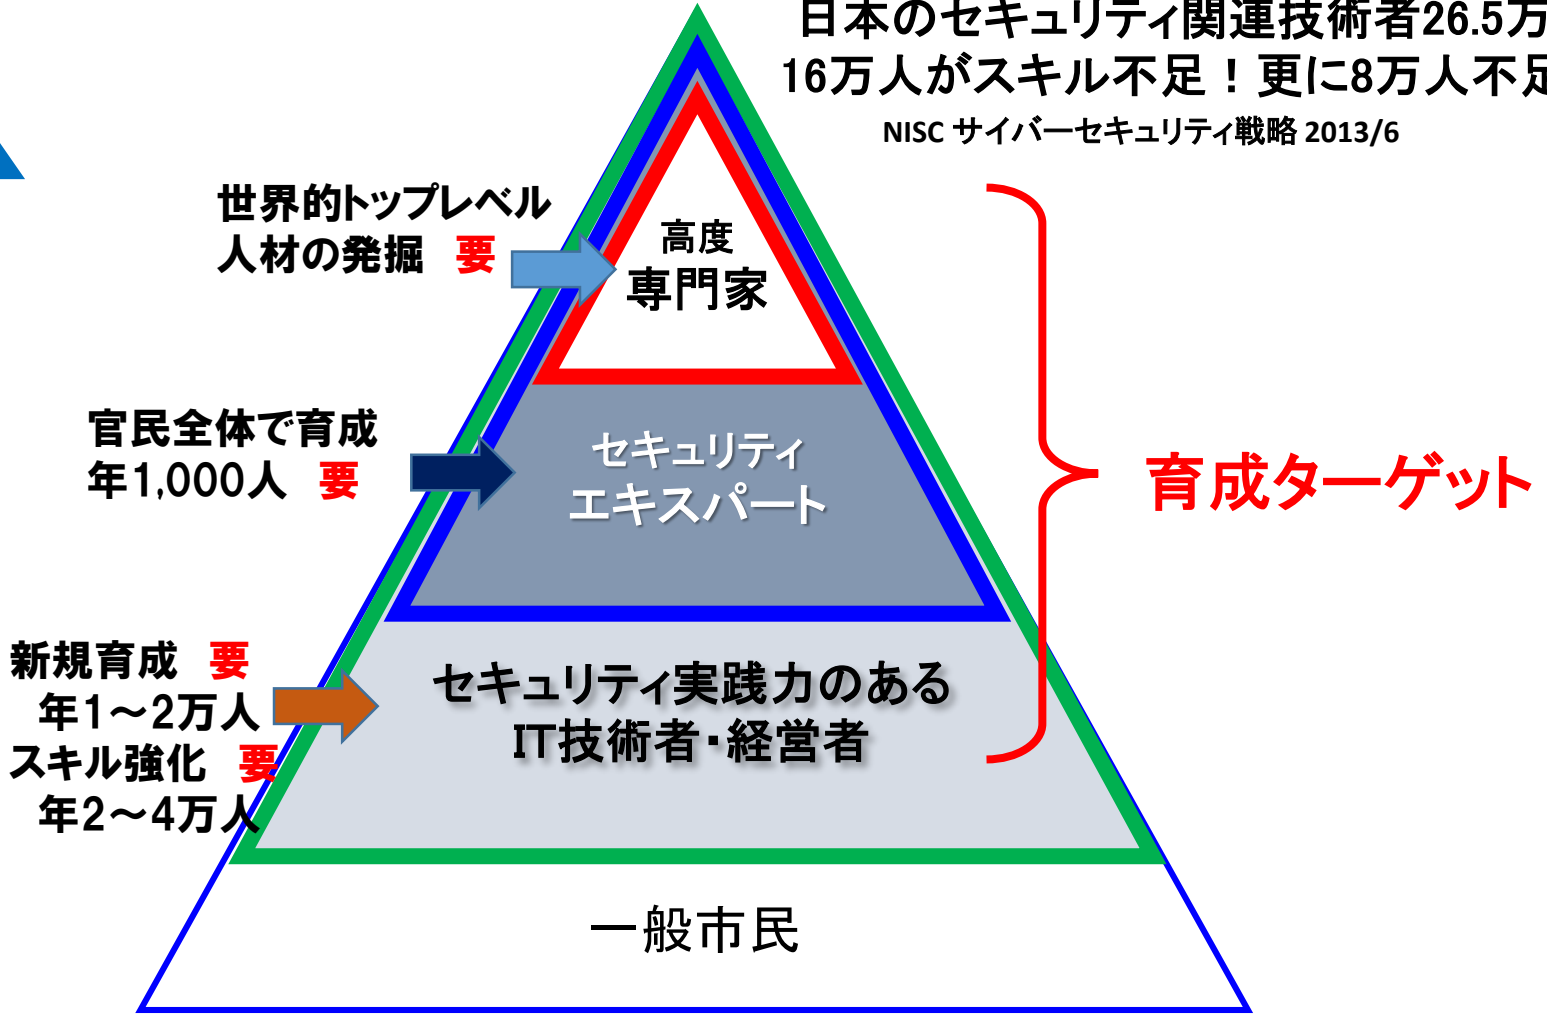 日本のセキュリティ関連技術者26.5万
16万人がスキル不足！更に8万人不足
NISC サイバーセキュリティ戦略 2013/6
世界的トップレベル
人材の発掘　要
高度
専門家
官民全体で育成
年1,000人　要
セキュリティ
エキスパート
育成ターゲット
新規育成　要
年1～2万人
スキル強化　要
年2～4万人
セキュリティ実践力のある
IT技術者・経営者
一般市民